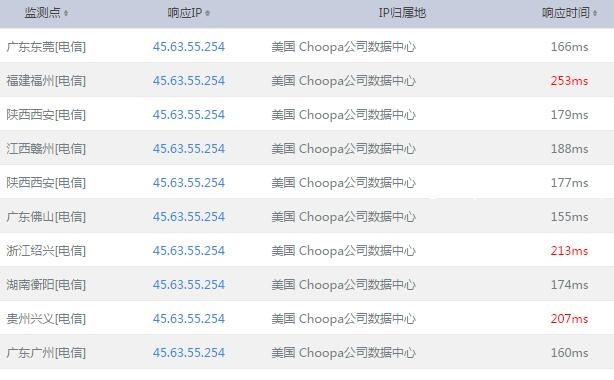 监测点 响应IP IP归属地 响应时间
广东东莞[电信] 45.63.55.254 美国 Choopa公司数据中心 166ms
福建福州[电信] 45.63.55.254 美国 Choopa公司数据中心 253ms
陕西西安[电信] 45.63.55.254 美国 Choopa公司数据中心 179ms
江西赣州[电信] 45.63.55.254 美国 Choopa公司数据中心 188ms
陕西西安[电信] 45.63.55.254 美国 Choopa公司数据中心 177ms
广东佛山[电信] 45.63.55.254 美国 Choopa公司数据中心 155ms
浙江绍兴[电信] 45.63.55.254 美国 Choopa公司数据中心 213ms
湖南衡阳[电信] 45.63.55.254 美国 Choopa公司数据中心 174ms
贵州兴义[电信] 45.63.55.254 美国 Choopa公司数据中心 207ms
广东广州[电信] 45.63.55.254 美国 Choopa公司数据中心 160ms